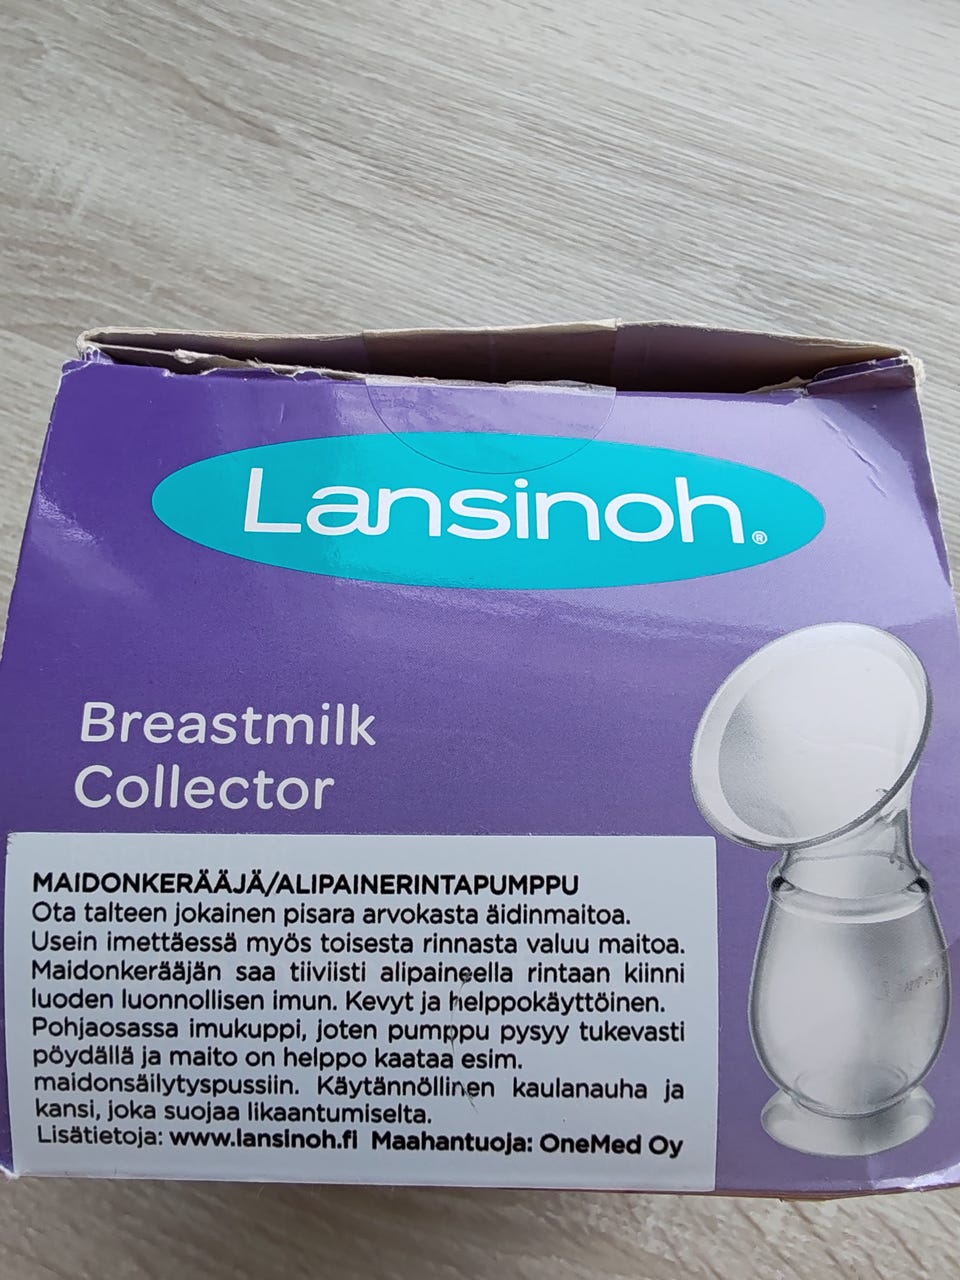 Lansinoh®
Breastmilk
Collector
MAIDONKERÄÄJÄ/ALIPAINERINTAPUMPPU
Ota talteen jokainen pisara arvokasta äidinmaitoa.
Usein imettäessä myös toisesta rinnasta valuu maitoa.
Maidonkerääjän saa tiiviisti alipaineella rintaan kiinni
luoden luonnollisen imun. Kevyt ja helppokäyttöinen.
Pohjaosassa imukuppi, joten pumppu pysyy tukevasti
pöydällä ja maito on helppo kaataa esim.
maidonsäilytyspussiin. Käytännöllinen kaulanauha ja
kansi, joka suojaa likaantumiselta.
Lisätietoja: www.lansinoh.fi Maahantuoja: OneMed Oy